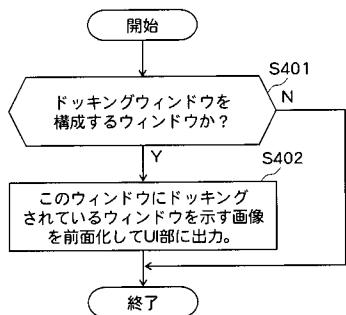 開始
S401
ドッキングウィンドウを
構成するウィンドウか？
N
Y
S402
このウィンドウにドッキング
されているウィンドウを示す画像
を前面化してUI部に出力。
終了